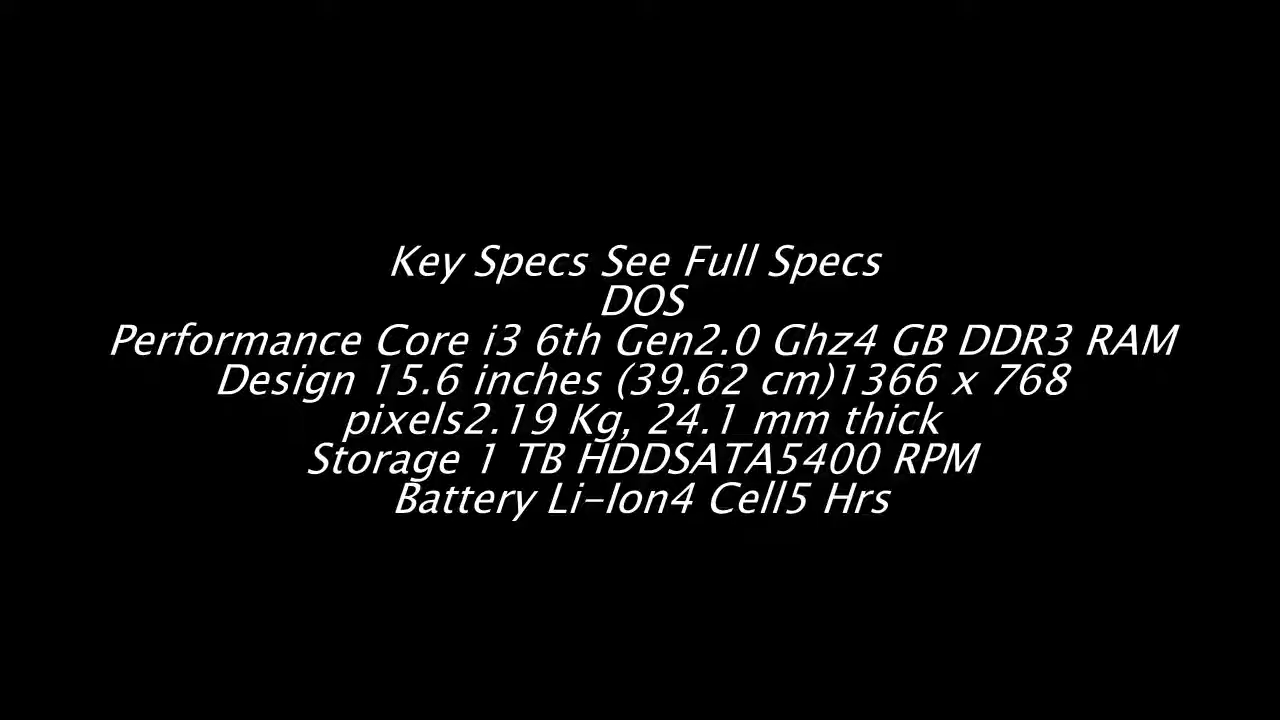 Key Specs See Full Specs
DOS
Performance Core i3 6th Gen2.0 Ghz4 GB DDR3 RAM
Design 15.6 inches (39.62 cm)1366 x 768
pixels2.19 Kg, 24.1 mm thick
Storage 1 TB HDDSATA5400 RPM
Battery Li-Ion4 Cell5 Hrs